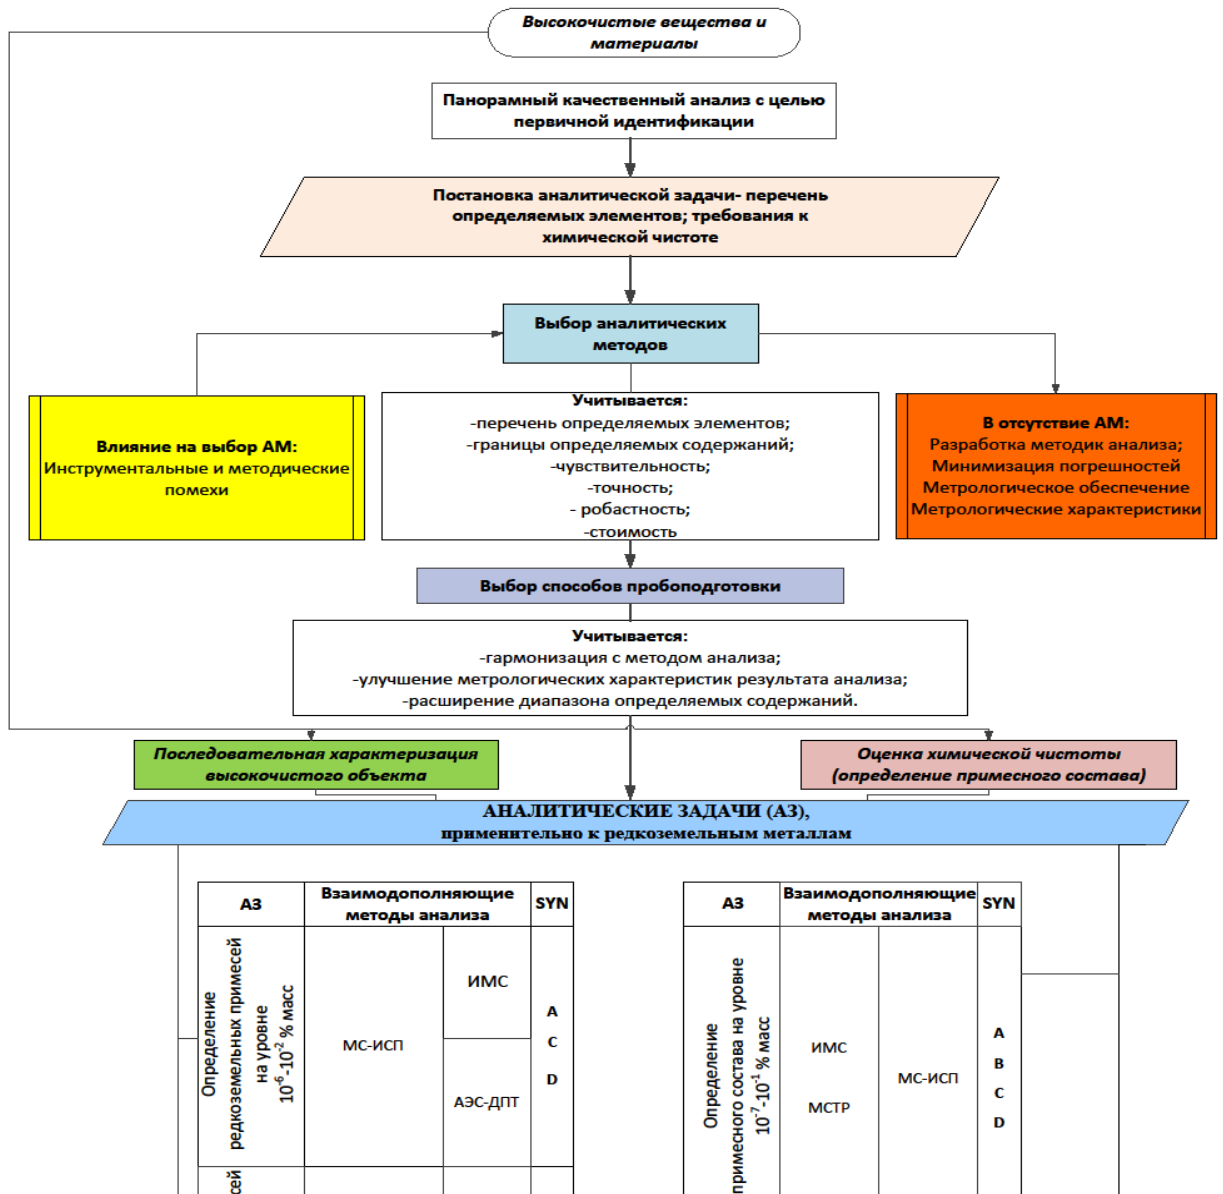 Высокочистые вещества и
материалы
Панорамный качественный анализ с целью
первичной идентификации
Постановка аналитической задачи- перечень
определяемых элементов; требования к
химической чистоте
Выбор аналитических
методов
Влияние на выбор АМ:
Инструментальные и методические
помехи
Учитывается:
-перечень определяемых элементов;
-границы определяемых содержаний;
-чувствительность;
-точность;
- робастность;
-стоимость
В отсутствие АМ:
Разработка методик анализа;
Минимизация погрешностей
Метрологическое обеспечение
Метрологические характеристики
Выбор способов пробоподготовки
Учитывается:
-гармонизация с методом анализа;
-улучшение метрологических характеристик результата анализа;
-расширение диапазона определяемых содержаний.
Последовательная характеризация
высокочистого объекта
Оценка химической чистоты
(определение примесного состава)
АНАЛИТИЧЕСКИЕ ЗАДАЧИ (АЗ),
применительно к редкоземельным металлам
АЗ
Взаимодополняющие
методы анализа
SYN
Определение
редкоземельных примесей
на уровне
10⁻⁶-10⁻² % масс
МС-ИСП
ИМС
АЭС-ДПТ
A
C
D
сей
АЗ
Взаимодополняющие
методы анализа
SYN
Определение
примесного состава на уровне
10⁻⁷-10⁻¹ % масс
ИМС
МСТР
МС-ИСП
A
B
C
D